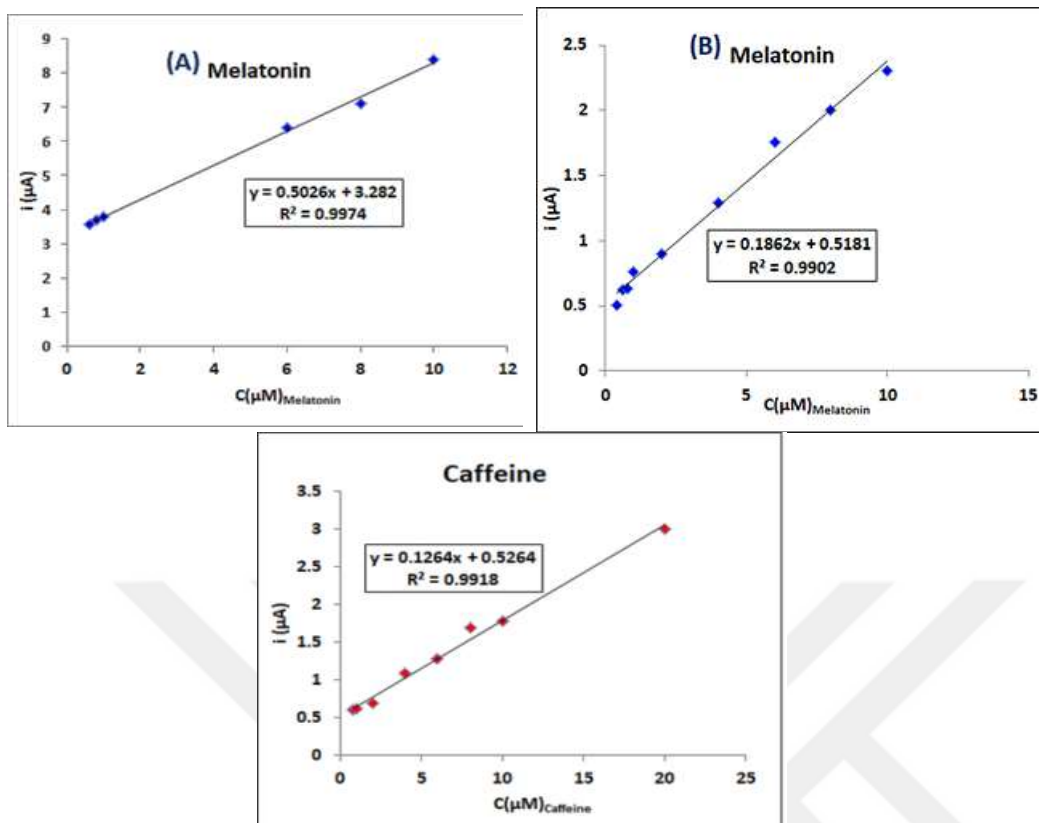 (A) Melatonin
9
8
7
6
5
4
3
2
1
0
i (µA)
y = 0.5026x + 3.282
R² = 0.9974
0 2 4 6 8 10 12
C(µM)Melatonin
(B) Melatonin
2.5
2
1.5
1
0.5
0
i (µA)
y = 0.1862x + 0.5181
R² = 0.9902
0 5 10 15
C(µM)Melatonin
Caffeine
3.5
3
2.5
2
1.5
1
0.5
0
i (µA)
y = 0.1264x + 0.5264
R² = 0.9918
0 5 10 15 20 25
C(µM)Caffeine